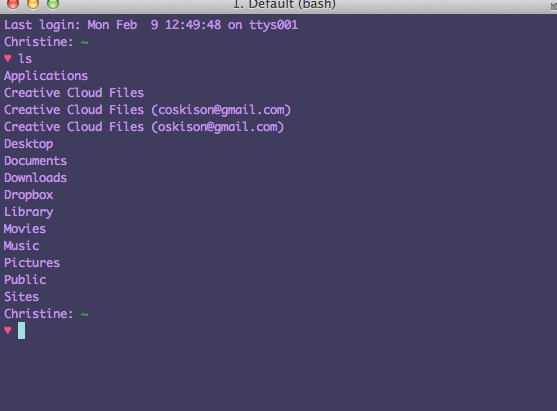 1. Default (bash)
Last login: Mon Feb  9 12:49:48 on ttys001
Christine: ~
♥ ls
Applications
Creative Cloud Files
Creative Cloud Files (coskison@gmail.com)
Creative Cloud Files (oskison@gmail.com)
Desktop
Documents
Downloads
Dropbox
Library
Movies
Music
Pictures
Public
Sites
Christine: ~
♥